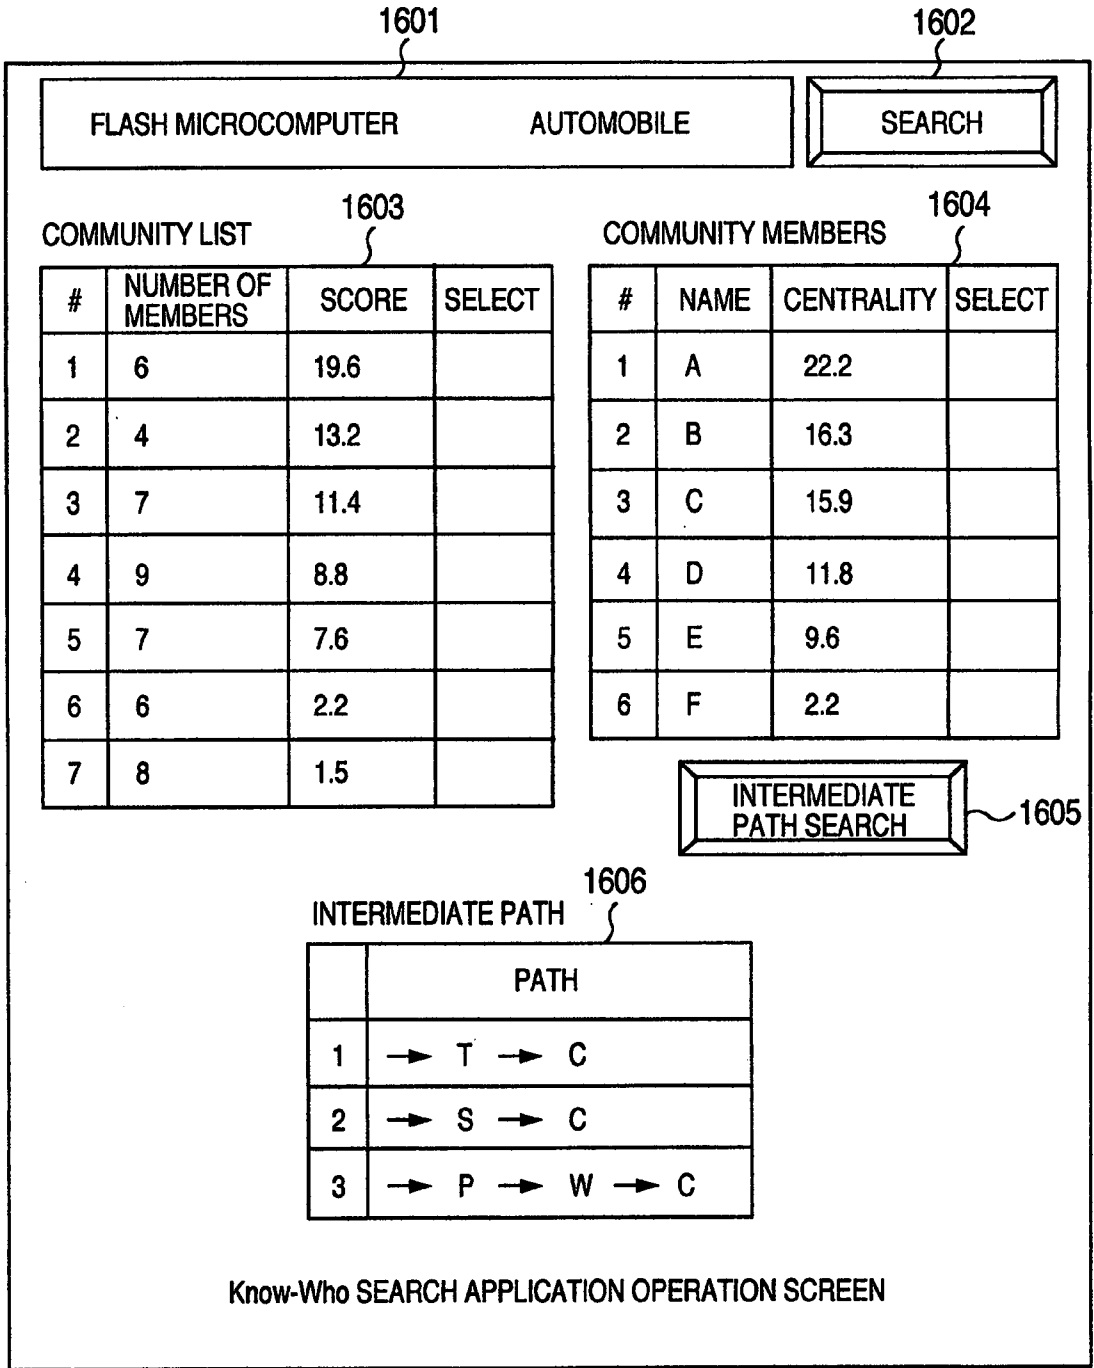 1601
1602
FLASH MICROCOMPUTER AUTOMOBILE
SEARCH
1603
COMMUNITY LIST
# NUMBER OF MEMBERS SCORE SELECT
1 6 19.6
2 4 13.2
3 7 11.4
4 9 8.8
5 7 7.6
6 6 2.2
7 8 1.5
1604
COMMUNITY MEMBERS
# NAME CENTRALITY SELECT
1 A 22.2
2 B 16.3
3 C 15.9
4 D 11.8
5 E 9.6
6 F 2.2
INTERMEDIATE
PATH SEARCH
1605
1606
INTERMEDIATE PATH
PATH
1 → T → C
2 → S → C
3 → P → W → C
Know-Who SEARCH APPLICATION OPERATION SCREEN